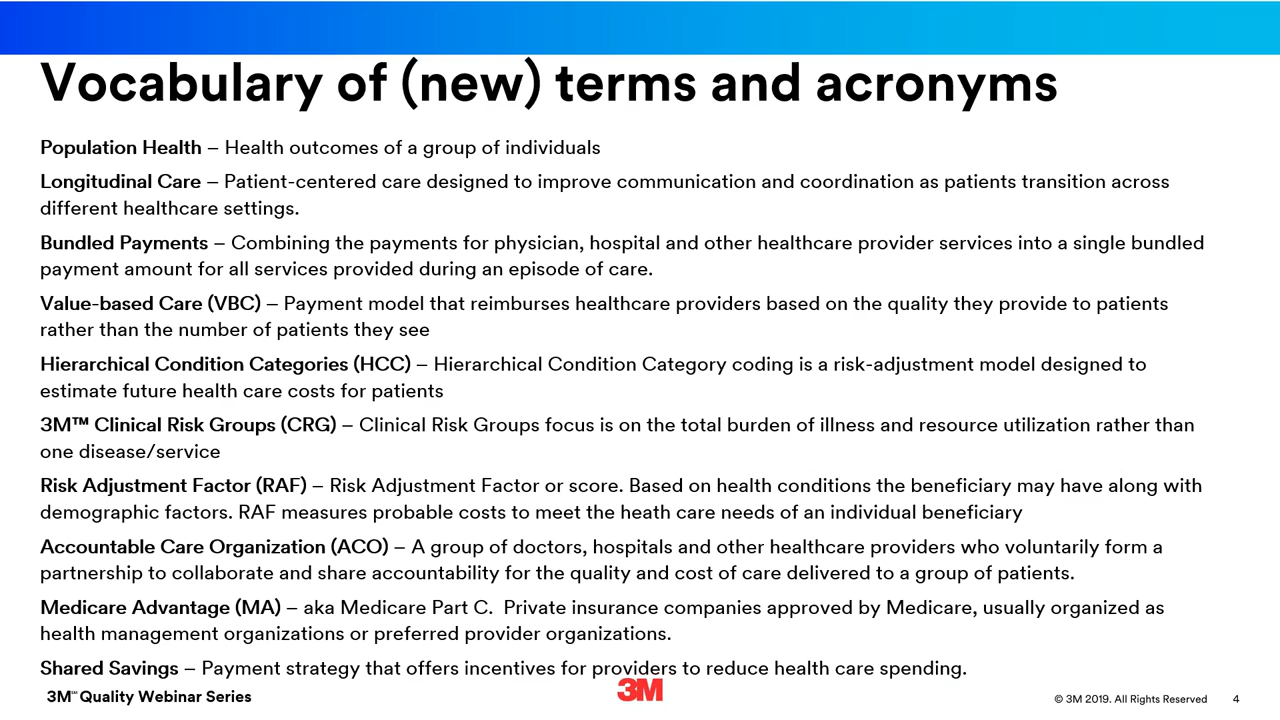 Vocabulary of (new) terms and acronyms
Population Health – Health outcomes of a group of individuals
Longitudinal Care – Patient-centered care designed to improve communication and coordination as patients transition across
different healthcare settings.
Bundled Payments – Combining the payments for physician, hospital and other healthcare provider services into a single bundled
payment amount for all services provided during an episode of care.
Value-based Care (VBC) – Payment model that reimburses healthcare providers based on the quality they provide to patients
rather than the number of patients they see
Hierarchical Condition Categories (HCC) – Hierarchical Condition Category coding is a risk-adjustment model designed to
estimate future health care costs for patients
3M™ Clinical Risk Groups (CRG) – Clinical Risk Groups focus is on the total burden of illness and resource utilization rather than
one disease/service
Risk Adjustment Factor (RAF) – Risk Adjustment Factor or score. Based on health conditions the beneficiary may have along with
demographic factors. RAF measures probable costs to meet the heath care needs of an individual beneficiary
Accountable Care Organization (ACO) – A group of doctors, hospitals and other healthcare providers who voluntarily form a
partnership to collaborate and share accountability for the quality and cost of care delivered to a group of patients.
Medicare Advantage (MA) – aka Medicare Part C.  Private insurance companies approved by Medicare, usually organized as
health management organizations or preferred provider organizations.
Shared Savings – Payment strategy that offers incentives for providers to reduce health care spending.
3M℠ Quality Webinar Series
3M
© 3M 2019. All Rights Reserved
4